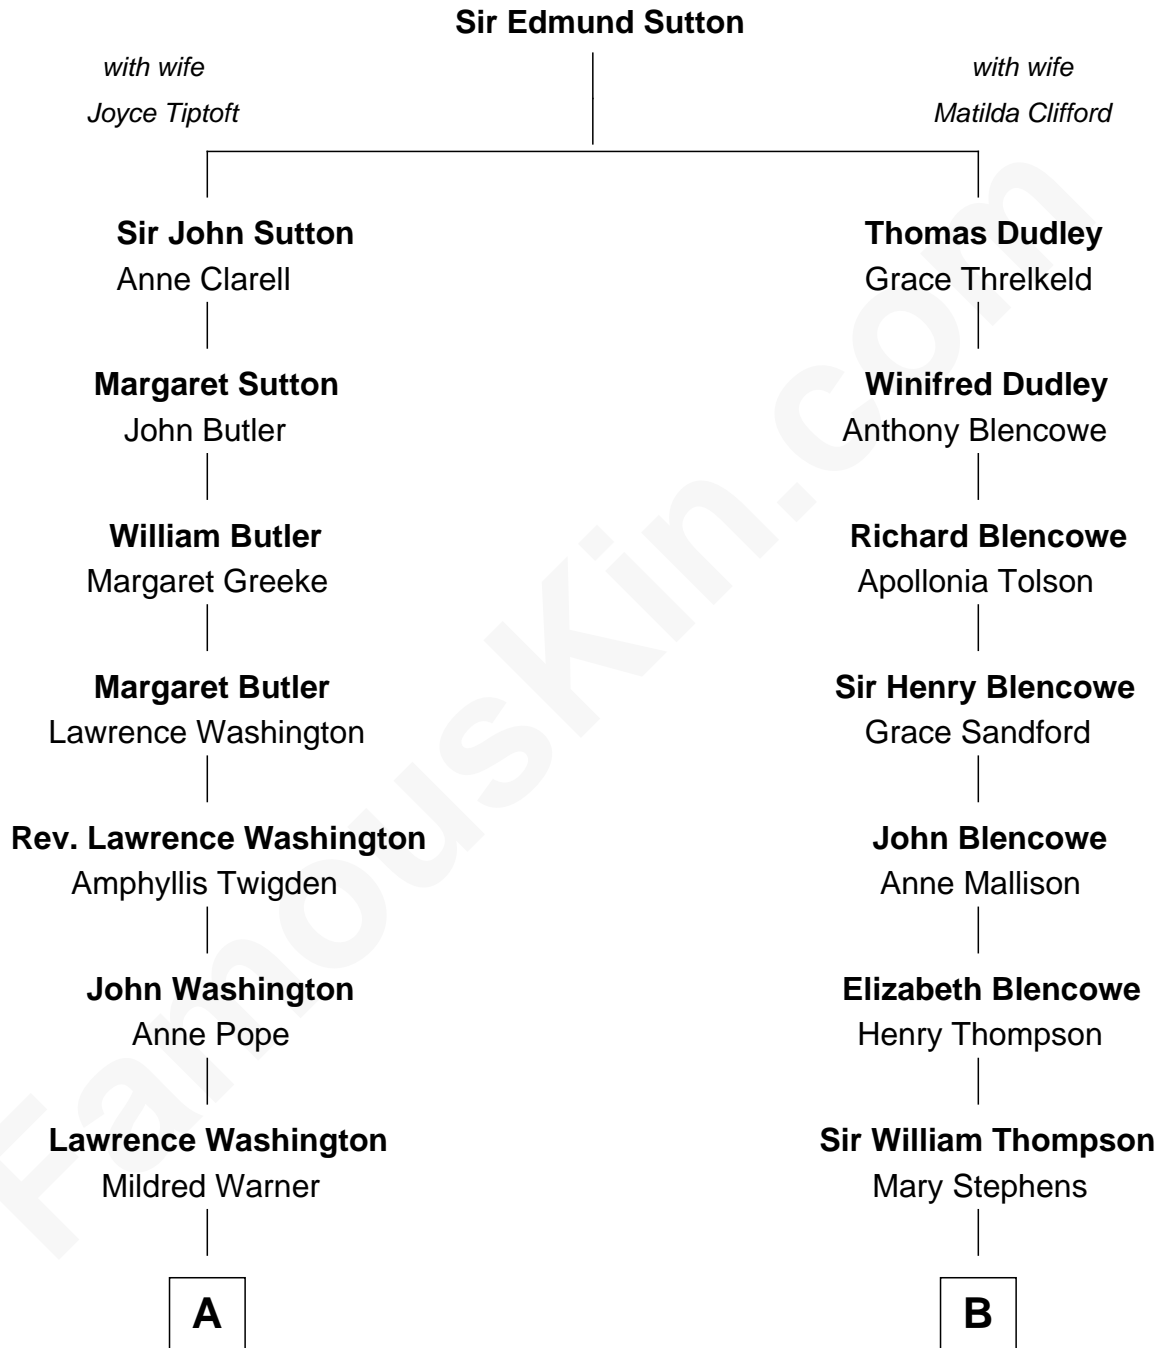 Sir Edmund Sutton
with wife
Joyce Tiptoft
with wife
Matilda Clifford
Sir John Sutton
Anne Clarell
Thomas Dudley
Grace Threlkeld
Margaret Sutton
John Butler
Winifred Dudley
Anthony Blencowe
William Butler
Margaret Greeke
Richard Blencowe
Apollonia Tolson
Margaret Butler
Lawrence Washington
Sir Henry Blencowe
Grace Sandford
Rev. Lawrence Washington
Amphyllis Twigden
John Blencowe
Anne Mallison
John Washington
Anne Pope
Elizabeth Blencowe
Henry Thompson
Lawrence Washington
Mildred Warner
Sir William Thompson
Mary Stephens
A
B
FamousKin.com